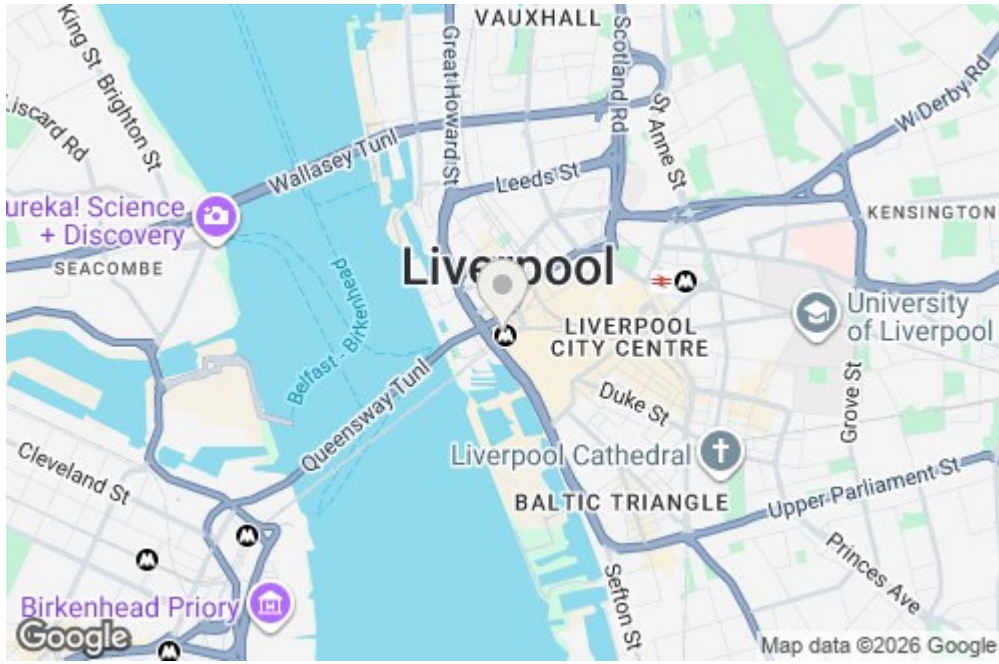 VAUXHALL
King St
Brighton St
Liscard Rd
Great Howard St
Scotland Rd
St Anne St
W Derby Rd
Wallasey Tunl
Leeds St
ureka! Science
+ Discovery
SEACOMBE
KENSINGTON
Liverpool
Belfast - Birkenhead
University
of Liverpool
LIVERPOOL
CITY CENTRE
Queensway Tunl
Duke St
Grove St
Cleveland St
Liverpool Cathedral
BALTIC TRIANGLE
Upper Parliament St
Princes Ave
Sefton St
Birkenhead Priory
Google
Map data ©2026 Google